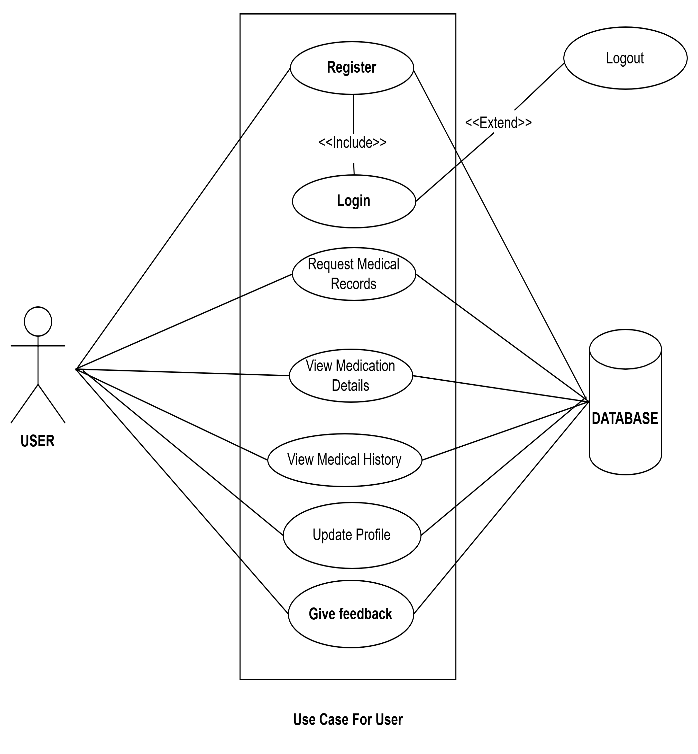 Register
Logout
<<Extend>>
<<Include>>
Login
Request Medical
Records
View Medication
Details
DATABASE
USER
View Medical History
Update Profile
Give feedback
Use Case For User